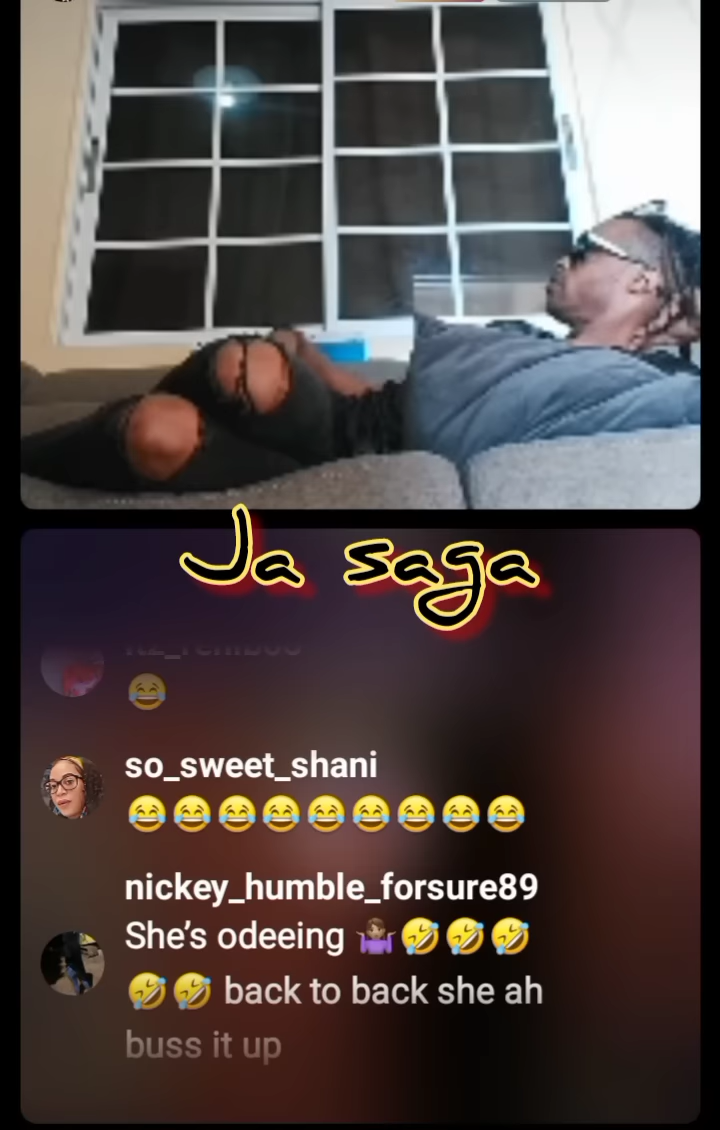 Ja saga
😂
so_sweet_shani
😂😂😂😂😂😂😂😂😂
nickey_humble_forsure89
She's odeeing 🤷🏽‍♀️🤣🤣🤣
🤣🤣 back to back she ah
buss it up